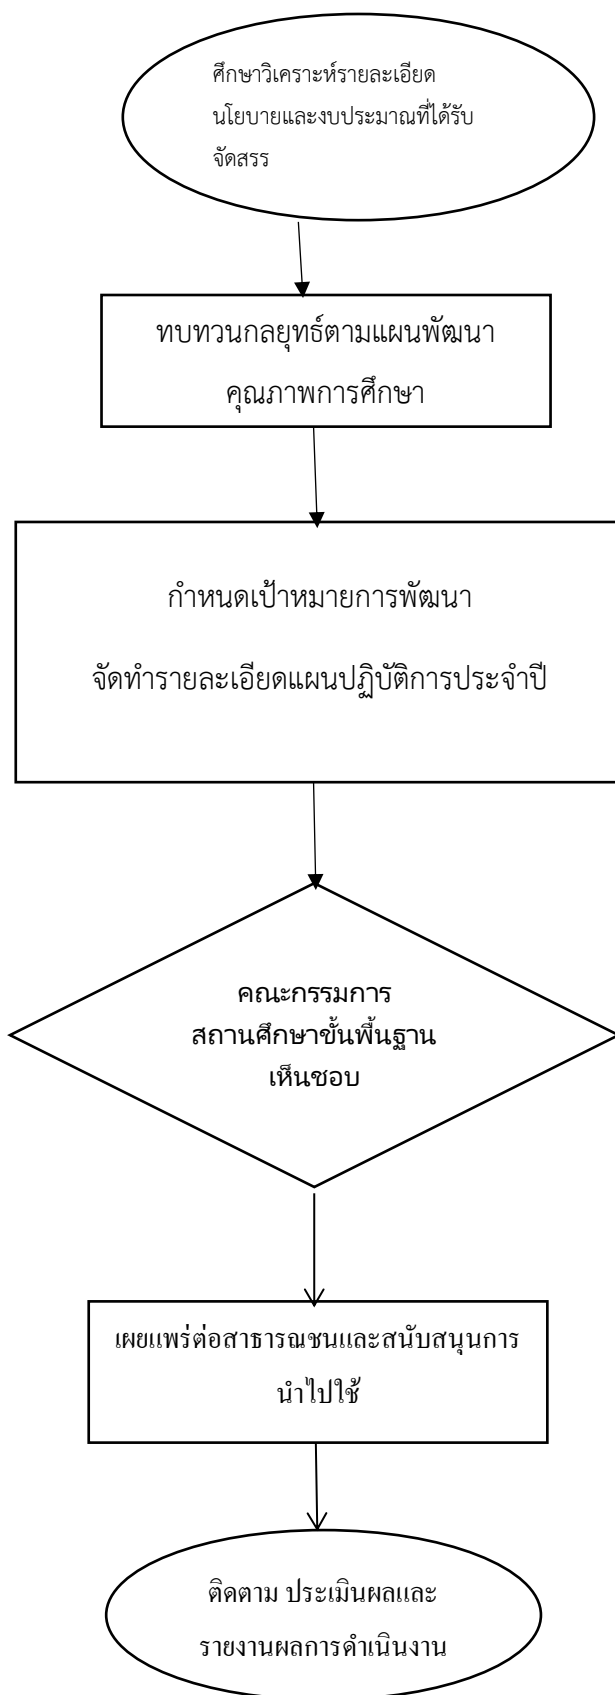 ศึกษาวิเคราะห์รายละเอียด
นโยบายและงบประมาณที่ได้รับ
จัดสรร
ทบทวนกลยุทธ์ตามแผนพัฒนา
คุณภาพการศึกษา
กำหนดเป้าหมายการพัฒนา
จัดทำรายละเอียดแผนปฏิบัติการประจำปี
คณะกรรมการ
สถานศึกษาขั้นพื้นฐาน
เห็นชอบ
เผยแพร่ต่อสาธารณชนและสนับสนุนการ
นำไปใช้
ติดตาม ประเมินผลและ
รายงานผลการดำเนินงาน